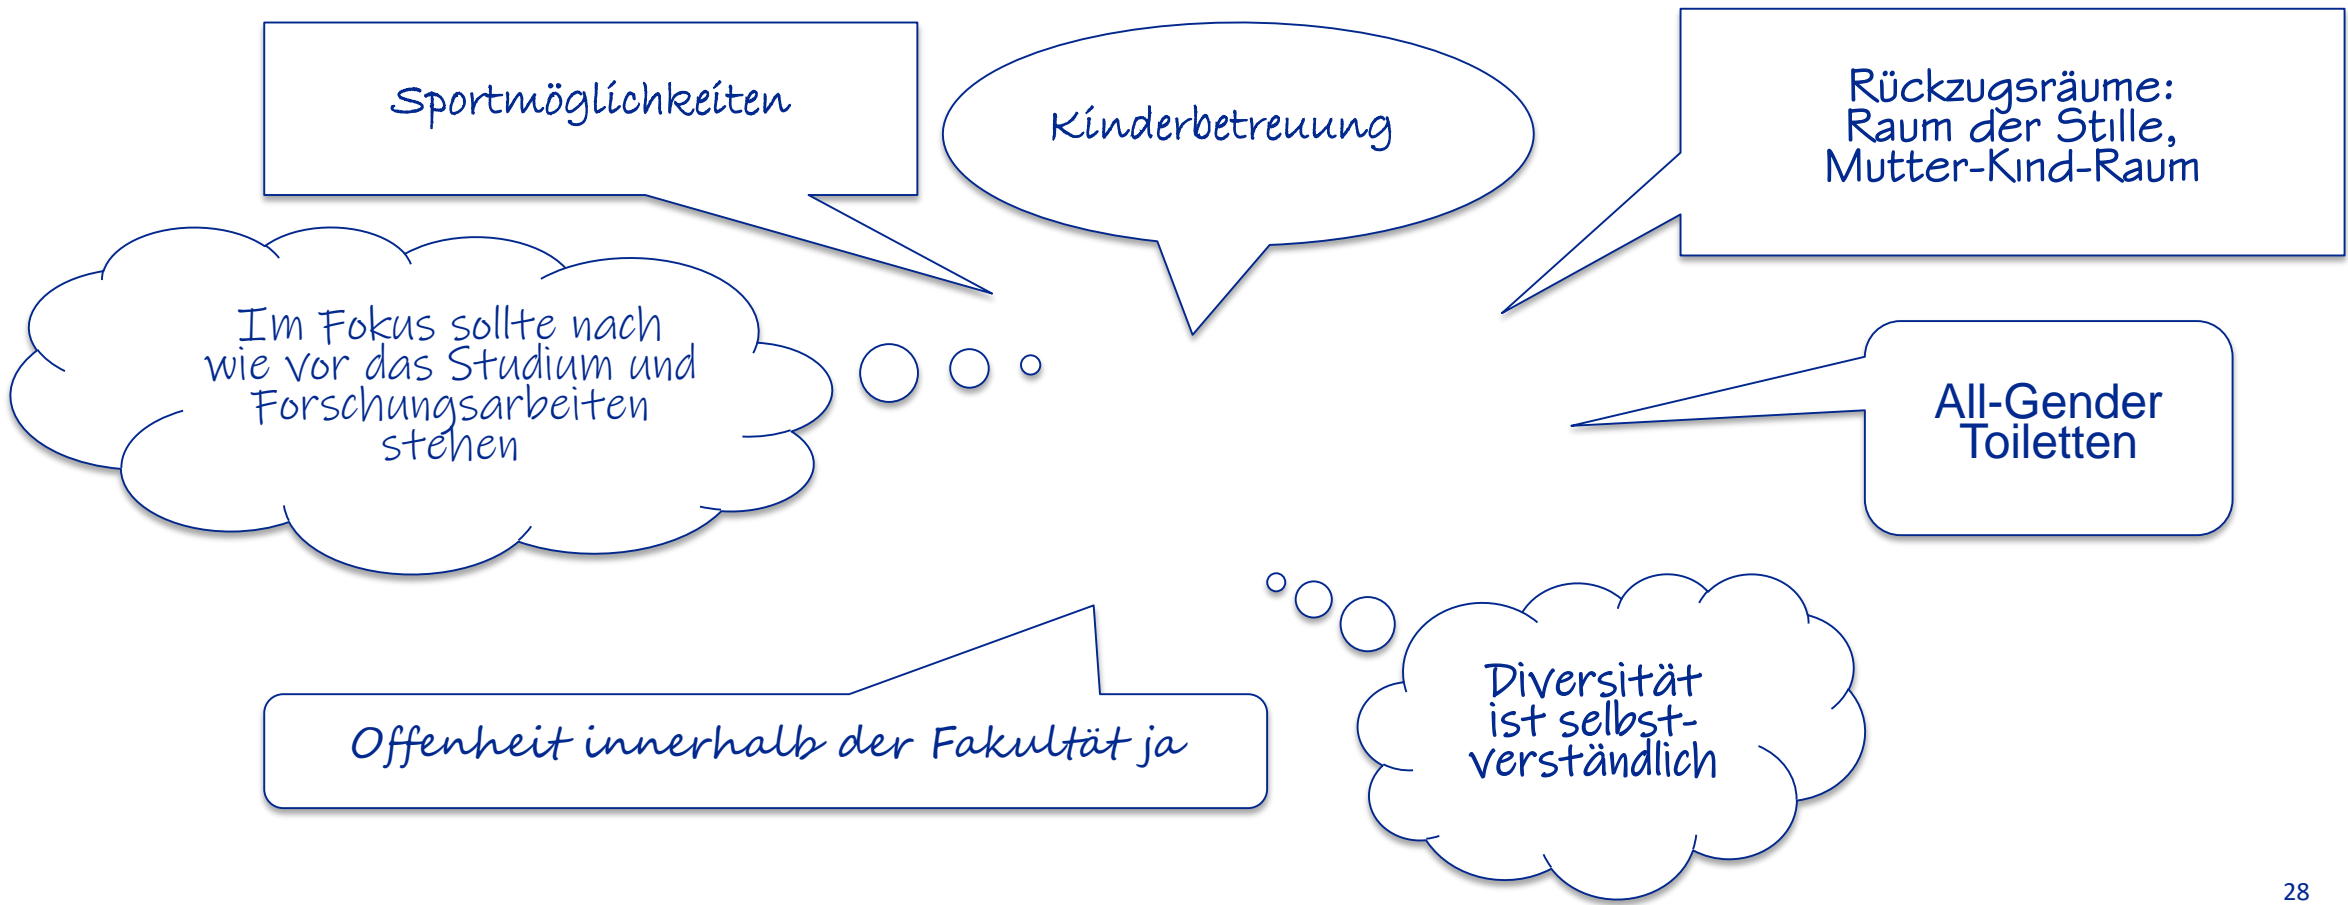 Sportmöglichkeiten
Kinderbetreuung
Rückzugsräume:
Raum der Stille,
Mutter-Kind-Raum
Im Fokus sollte nach
wie vor das Studium und
Forschungsarbeiten
stehen
All-Gender
Toiletten
Offenheit innerhalb der Fakultät ja
Diversität
ist selbst-
verständlich
28